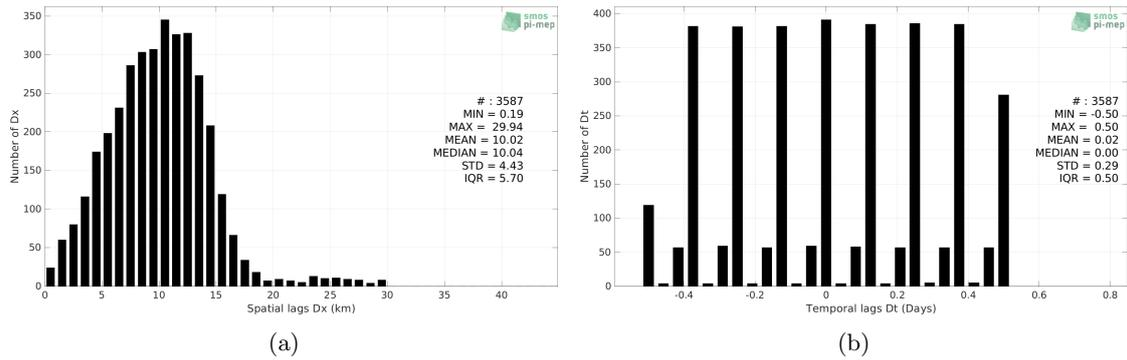 350
300
250
200
150
100
50
0
Number of Dx
0 5 10 15 20 25 30 35 40
Spatial lags Dx (km)
smos
pi-mep
# : 3587
MIN = 0.19
MAX = 29.94
MEAN = 10.02
MEDIAN = 10.04
STD = 4.43
IQR = 5.70
(a)
400
350
300
250
200
150
100
50
0
Number of Dt
-0.4 -0.2 0 0.2 0.4 0.6 0.8
Temporal lags Dt (Days)
smos
pi-mep
# : 3587
MIN = -0.50
MAX = 0.50
MEAN = 0.02
MEDIAN = 0.00
STD = 0.29
IQR = 0.50
(b)